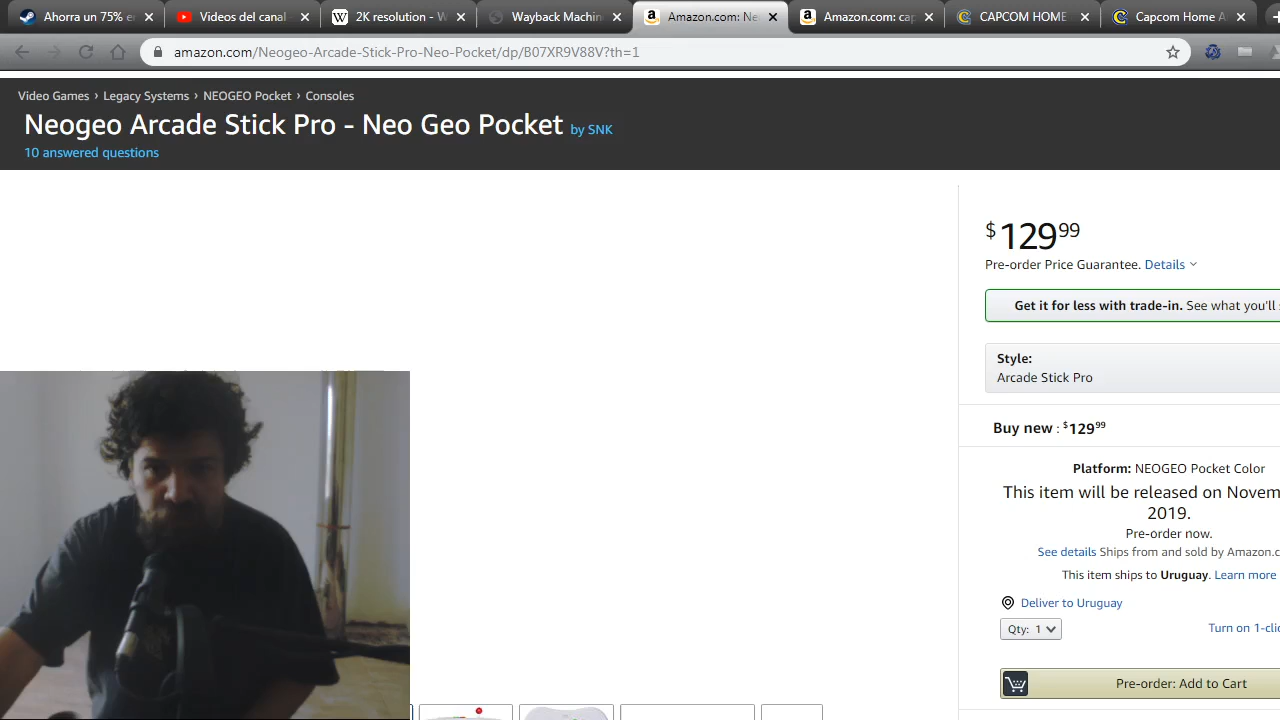 Ahorra un 75% e
Videos del canal
2K resolution - W
Wayback Machin
Amazon.com: Ne
Amazon.com: ca
CAPCOM HOME
Capcom Home A
amazon.com/Neogeo-Arcade-Stick-Pro-Neo-Pocket/dp/B07XR9V88V?th=1
Video Games › Legacy Systems › NEOGEO Pocket › Consoles
Neogeo Arcade Stick Pro - Neo Geo Pocket by SNK
10 answered questions
$129.99
Pre-order Price Guarantee. Details
Get it for less with trade-in. See what you'll
Style:
Arcade Stick Pro
Buy new : $129.99
Platform: NEOGEO Pocket Color
This item will be released on Novem
2019.
Pre-order now.
See details Ships from and sold by Amazon.c
This item ships to Uruguay. Learn more
Deliver to Uruguay
Qty: 1
Turn on 1-clic
Pre-order: Add to Cart